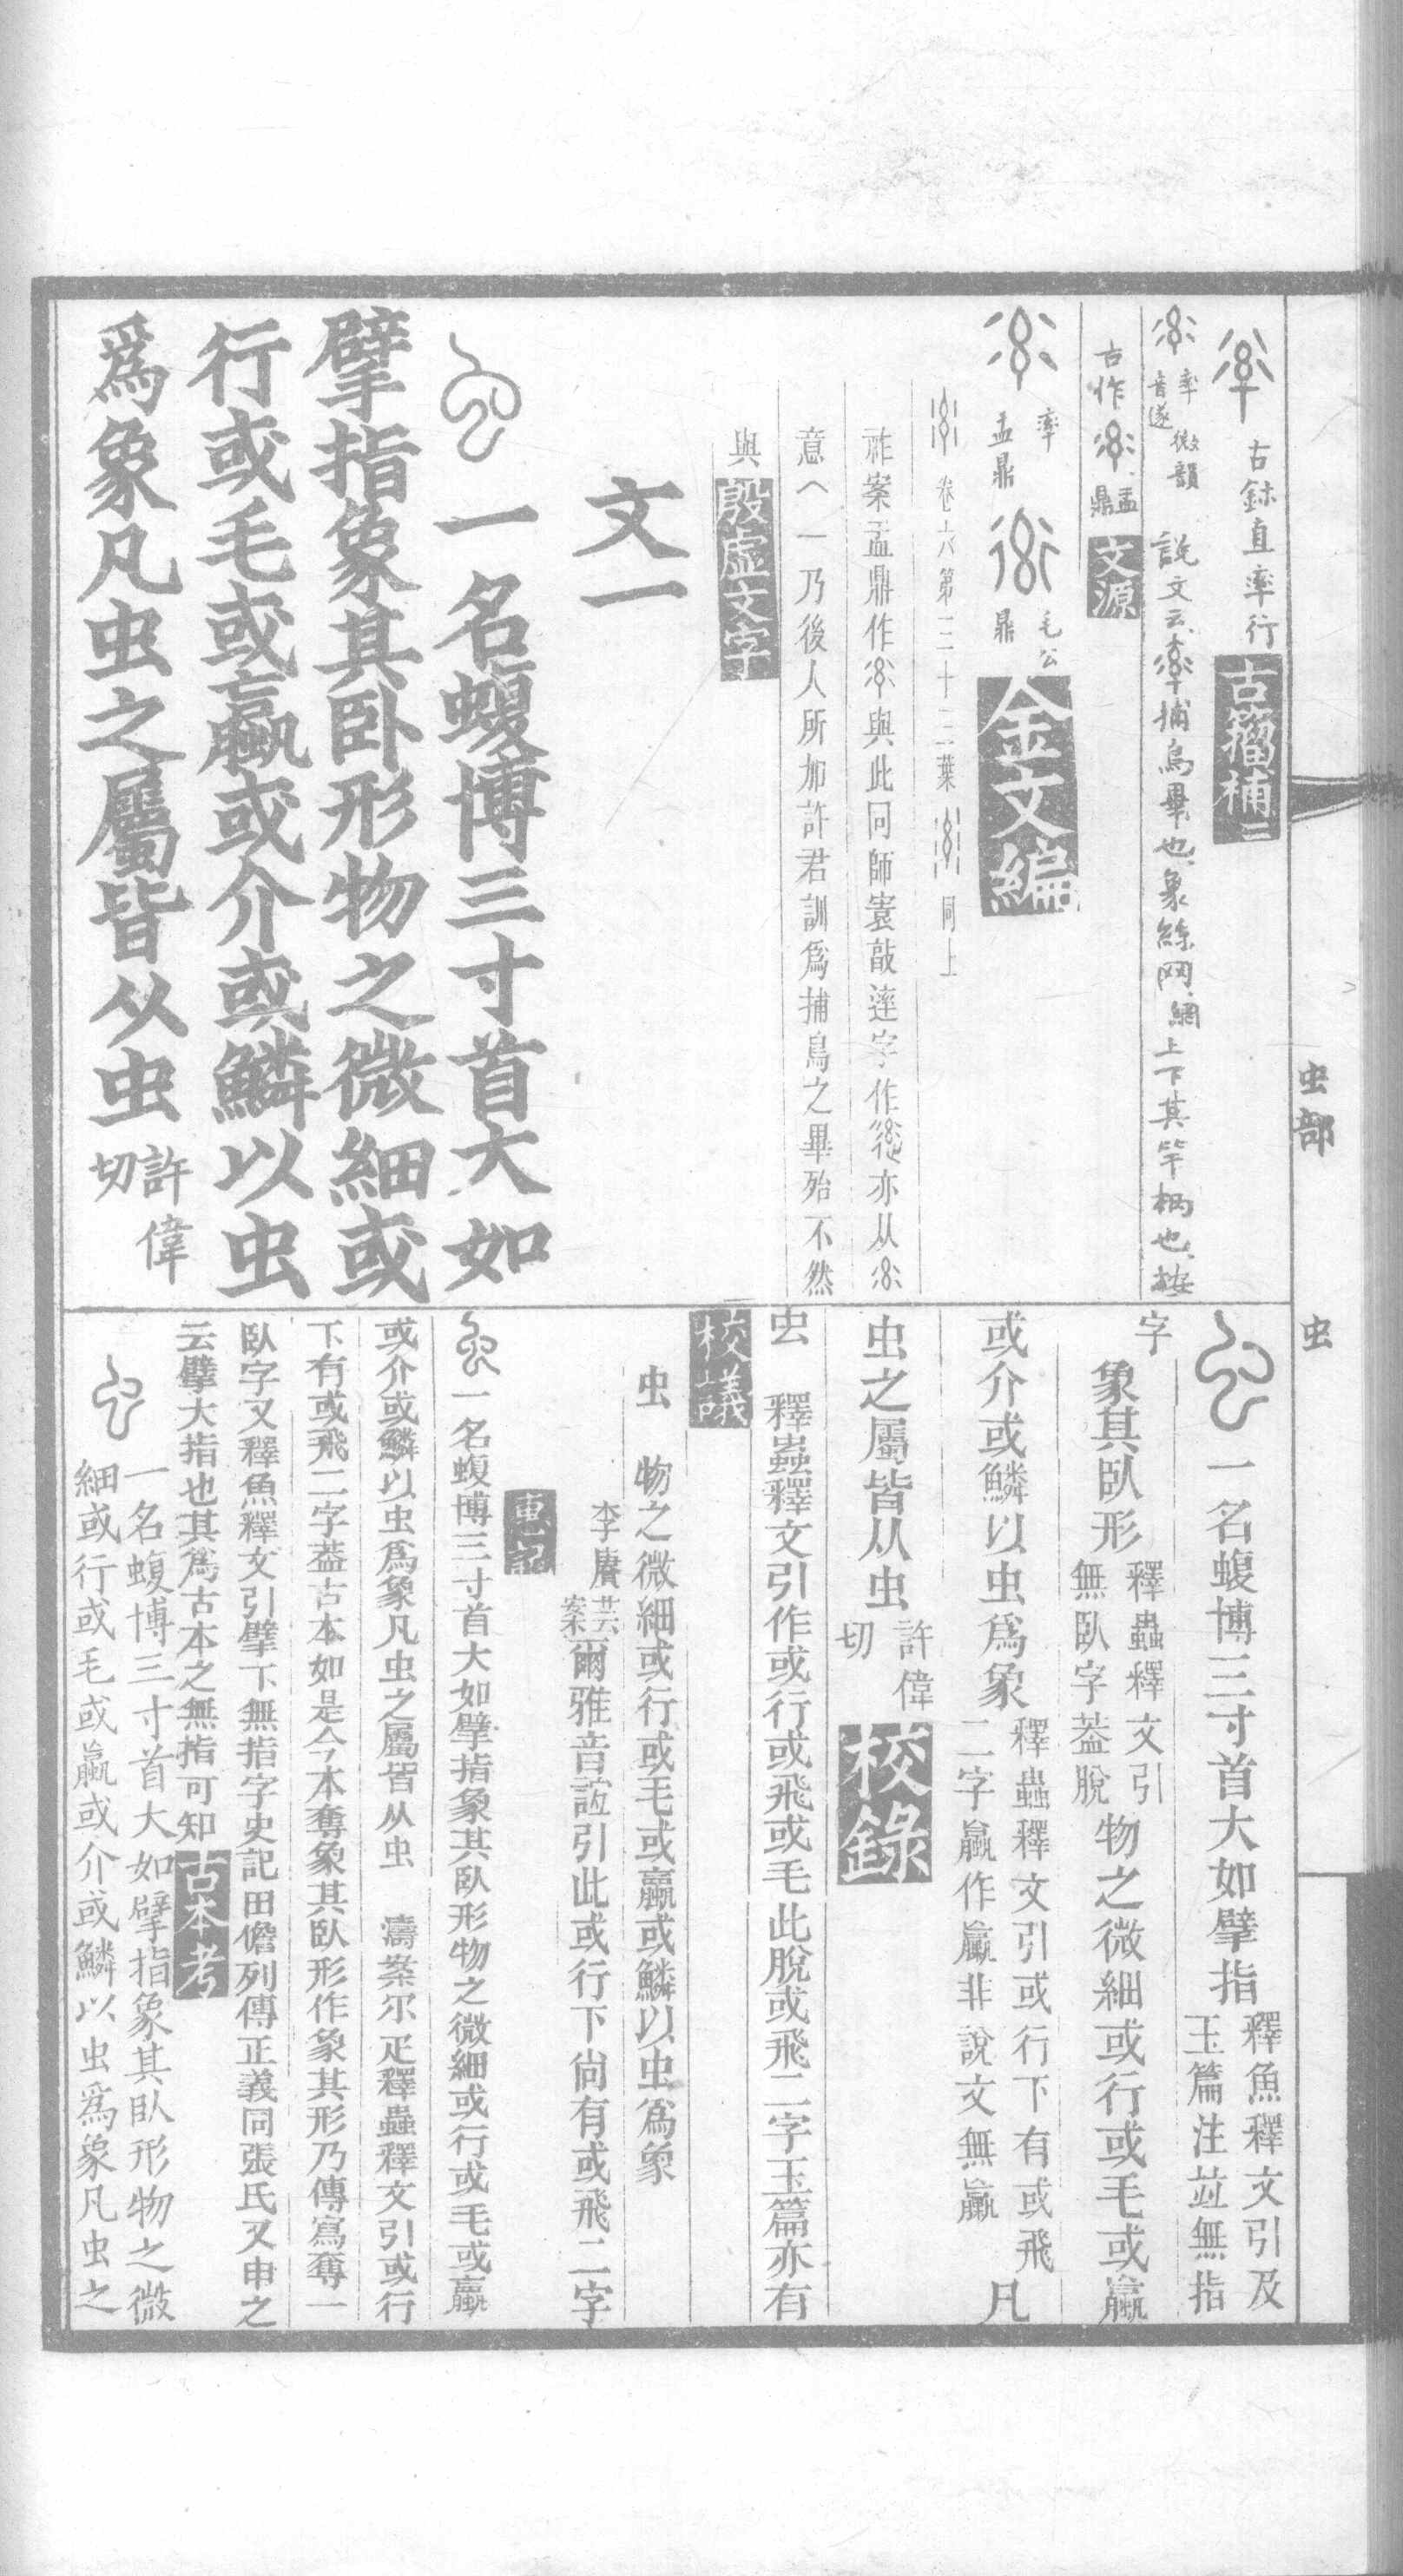 古鉨直率行 古籀補二
率 微韻 音遂 說文云捕鳥畢也象絲网網上下其竿柄也按
古作 盂鼎 文源
率 盂鼎 毛公鼎 金文編
卷六第三十三葉 同上
祚案盂鼎作 與此同師㝨敼達字作 亦从
意 一乃後人所加許君訓爲捕鳥之畢殆不然
與 殷虛文字
文一
一名蝮博三寸首大如
擘指象其卧形物之微細或
行或毛或蠃或介或鱗以虫
爲象凡虫之屬皆从虫 許偉切
虫部
虫
一名蝮博三寸首大如擘指 釋魚釋文引及玉篇注並無指
字 象其臥形 釋蟲釋文引無臥字葢脫 物之微細或行或毛或蠃
或介或鱗以虫爲象 釋蟲釋文引或行下有或飛二字蠃作臝非說文無臝 凡
虫之屬皆从虫 許偉切 校錄
虫 釋蟲釋文引作或行或飛或毛此脫或飛二字玉篇亦有
校議
虫 物之微細或行或毛或蠃或鱗以虫爲象
李賡芸案爾雅音誼引此或行下尚有或飛二字
惠記
一名蝮博三寸首大如擘指象其臥形物之微細或行或毛或蠃
或介或鱗以虫爲象凡虫之屬皆从虫 濤案尔疋釋蟲釋文引或行
下有或飛二字葢古本如是今本奪象其臥形作象其形乃傳寫奪一
臥字又釋魚釋文引擘下無指字史記田儋列傳正義同張氏又申之
云擘大指也其爲古本之無指可知 古本考
一名蝮博三寸首大如擘指象其臥形物之微
細或行或毛或蠃或介或鱗以虫爲象凡虫之